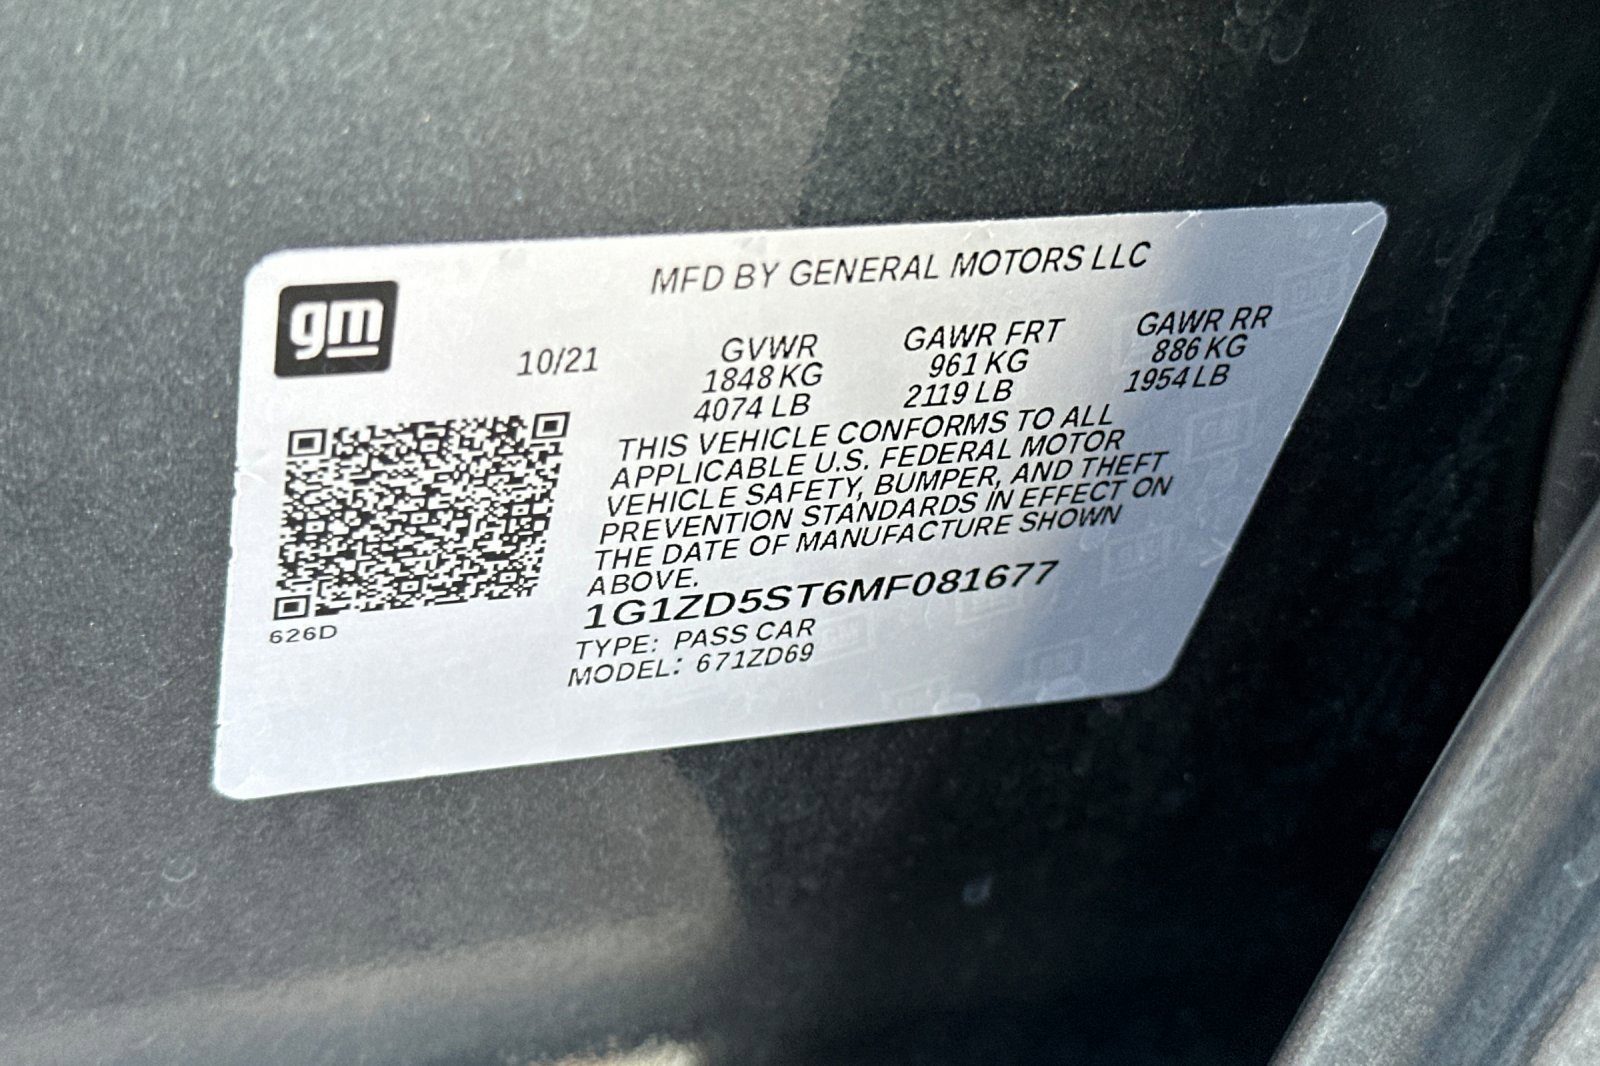 gm
MFD BY GENERAL MOTORS LLC
10/21
GVWR
1848 KG
4074 LB
GAWR FRT
961 KG
2119 LB
GAWR RR
886 KG
1954 LB
THIS VEHICLE CONFORMS TO ALL
APPLICABLE U.S. FEDERAL MOTOR
VEHICLE SAFETY, BUMPER, AND THEFT
PREVENTION STANDARDS IN EFFECT ON
THE DATE OF MANUFACTURE SHOWN
ABOVE.
1G1ZD5ST6MF081677
TYPE: PASS CAR
MODEL: 671ZD69
626D